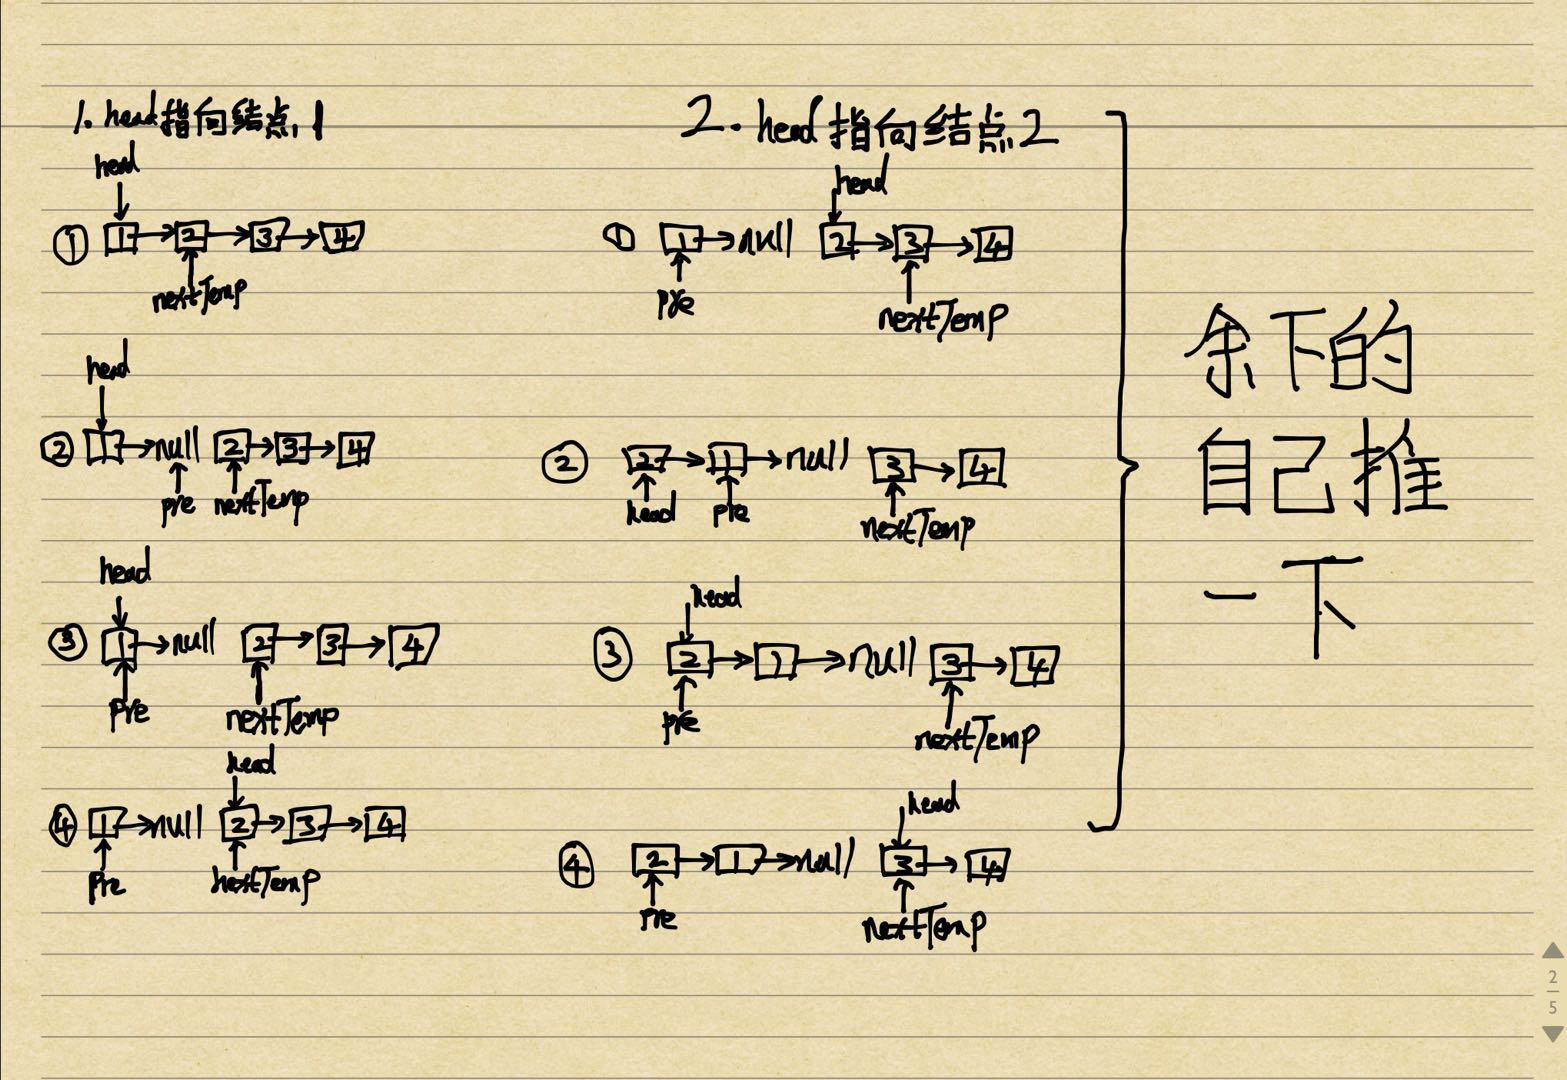 1. head指向结点1
head
① 1→2→3→4
nextTemp
head
② 1→null 2→3→4
pre nextTemp
head
③ 1→null 2→3→4
pre nextTemp
head
④ 1→null 2→3→4
pre nextTemp
2. head指向结点2
head
① 1→null 2→3→4
pre nextTemp
② 2→1→null 3→4
head pre nextTemp
head
③ 2→1→null 3→4
pre nextTemp
head
④ 2→1→null 3→4
pre nextTemp
余下的
自己推
一下
2
5